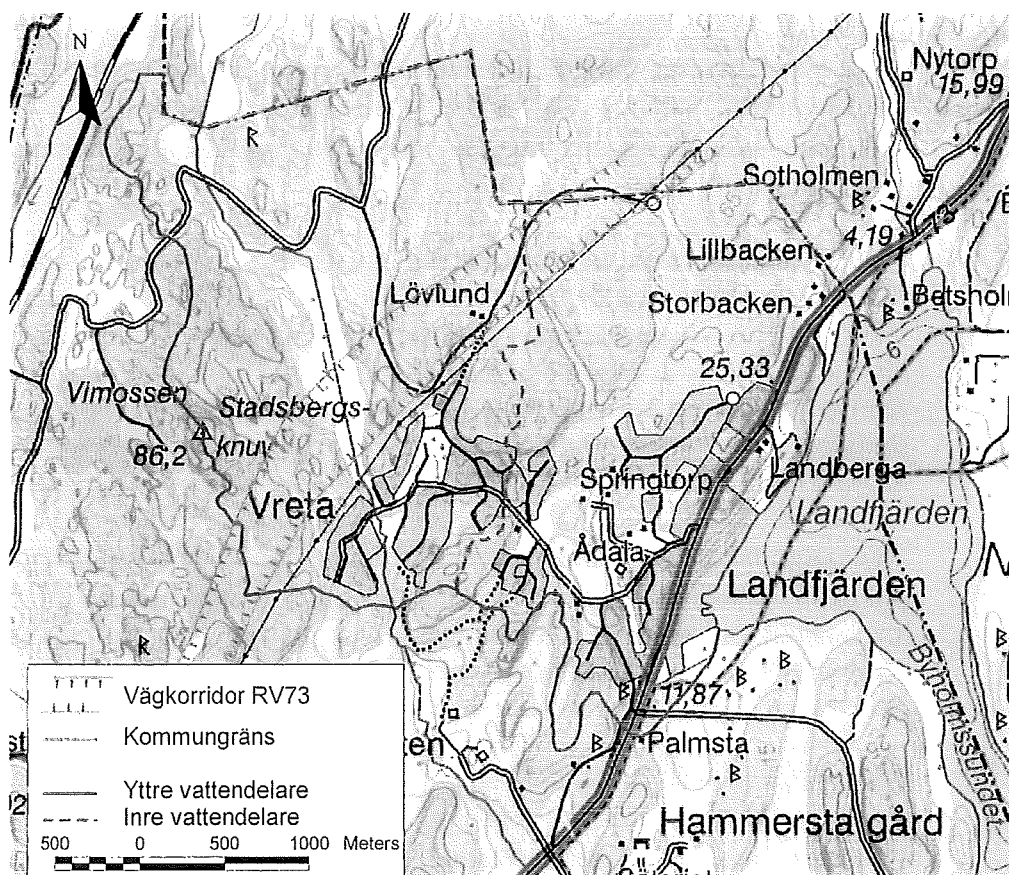 N
Nytorp
15,99
Sotholmen
4,19
Lillbacken
Betsholm
Lövlund
Storbacken
6
25,33
Vimossen
Stadsbergs-
knuv
86,2
Springtorp
Landberga
Vreta
Landfjärden
Ådala
Landfjärden
Byholmssundet
Vägkorridor RV73
11,87
Kommungräns
Palmsta
Yttre vattendelare
Inre vattendelare
Hammersta gård
500 0 500 1000 Meters